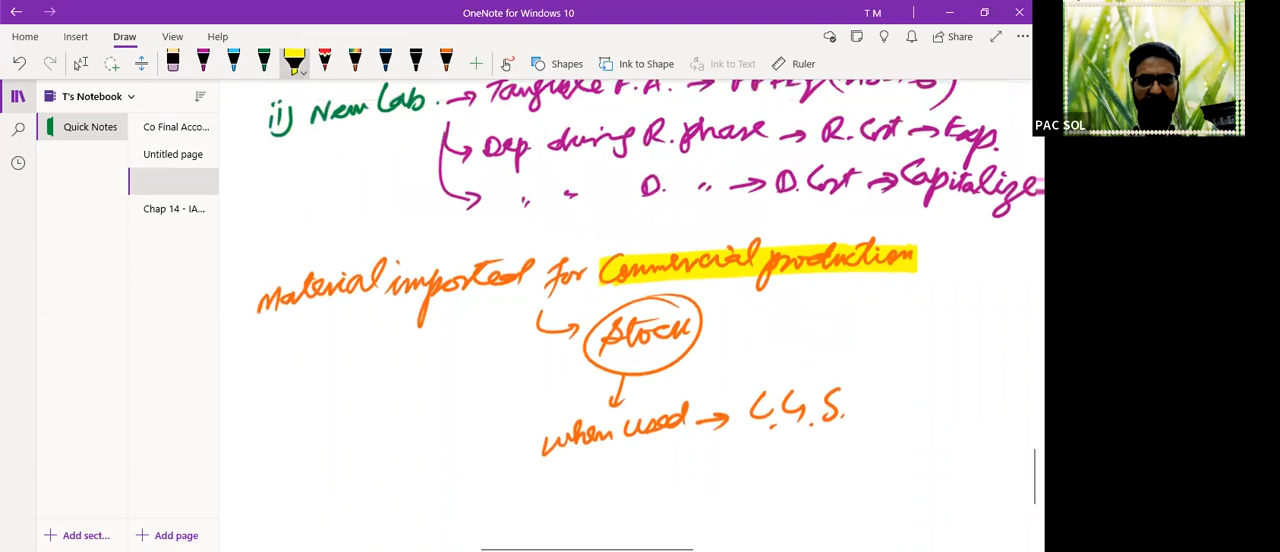 OneNote for Windows 10
T M
Home Insert Draw View Help
Share
Shapes Ink to Shape Ink to Text Ruler
T's Notebook
Quick Notes
Co Final Acco...
Untitled page
Chap 14 - IA...
Add sect...
Add page
PAC SOL
ii) New Lab. → Tangible F.A. →
↳ Dep during R. phase → R. Cost → Exp.
↳ " " D. " → D. Cost → Capitalize
Material imported for Commercial production
↳ Stock
when used → C.G.S.